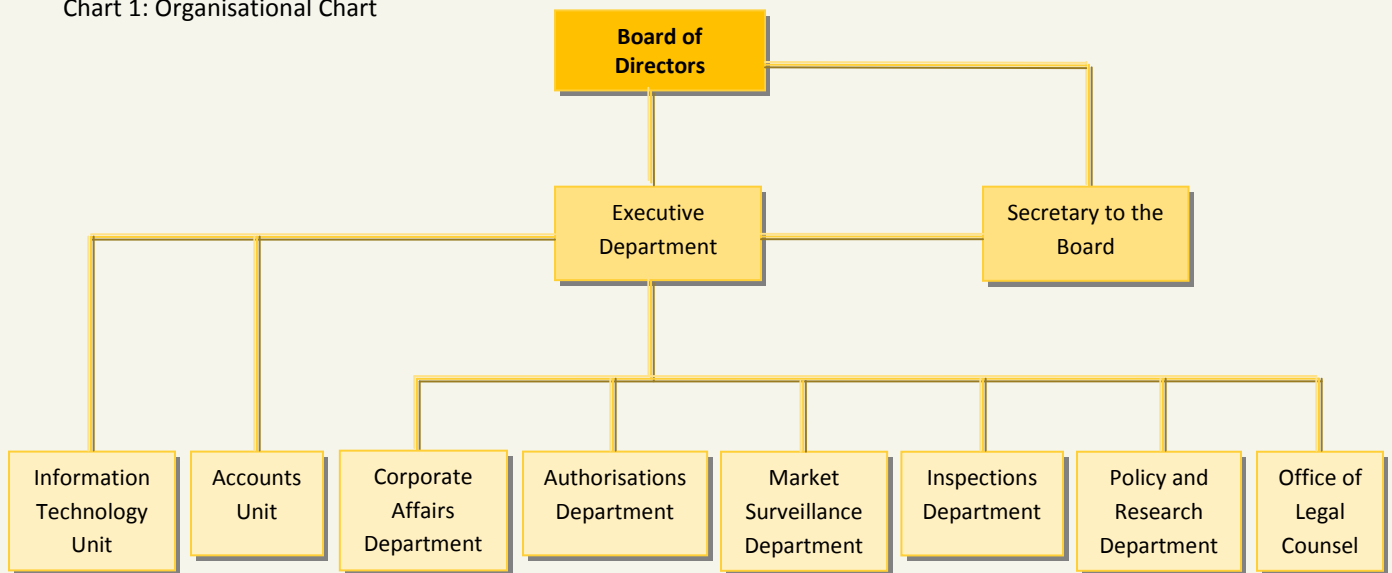 Chart 1: Organisational Chart
Board of
Directors
Executive
Department
Secretary to the
Board
Information
Technology
Unit
Accounts
Unit
Corporate
Affairs
Department
Authorisations
Department
Market
Surveillance
Department
Inspections
Department
Policy and
Research
Department
Office of
Legal
Counsel